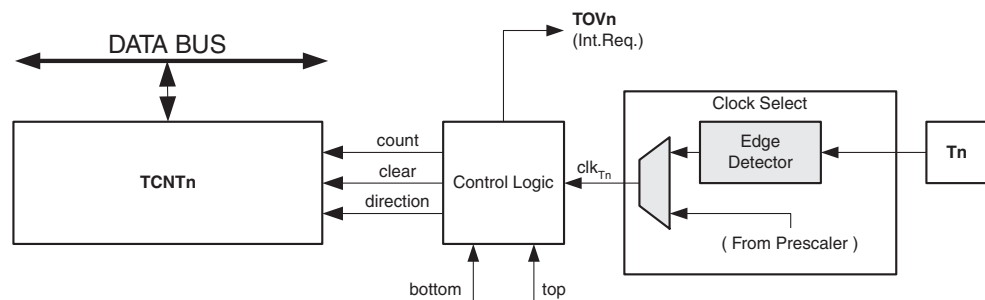 TOVn
(Int.Req.)
DATA BUS
Clock Select
TCNTn
count
clear
direction
Control Logic
clkTn
Edge
Detector
Tn
( From Prescaler )
bottom
top